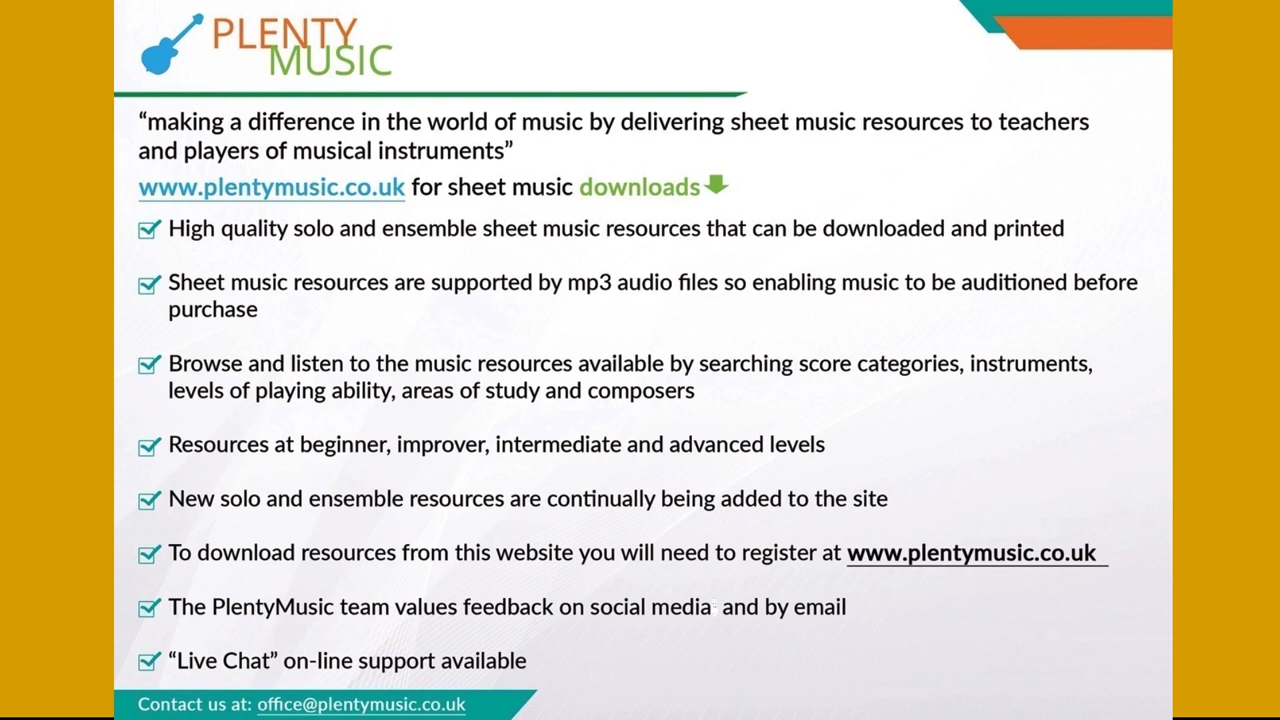 PLENTY
MUSIC
“making a difference in the world of music by delivering sheet music resources to teachers
and players of musical instruments”
www.plentymusic.co.uk for sheet music downloads
High quality solo and ensemble sheet music resources that can be downloaded and printed
Sheet music resources are supported by mp3 audio files so enabling music to be auditioned before
purchase
Browse and listen to the music resources available by searching score categories, instruments,
levels of playing ability, areas of study and composers
Resources at beginner, improver, intermediate and advanced levels
New solo and ensemble resources are continually being added to the site
To download resources from this website you will need to register at www.plentymusic.co.uk
The PlentyMusic team values feedback on social media and by email
“Live Chat” on-line support available
Contact us at: office@plentymusic.co.uk